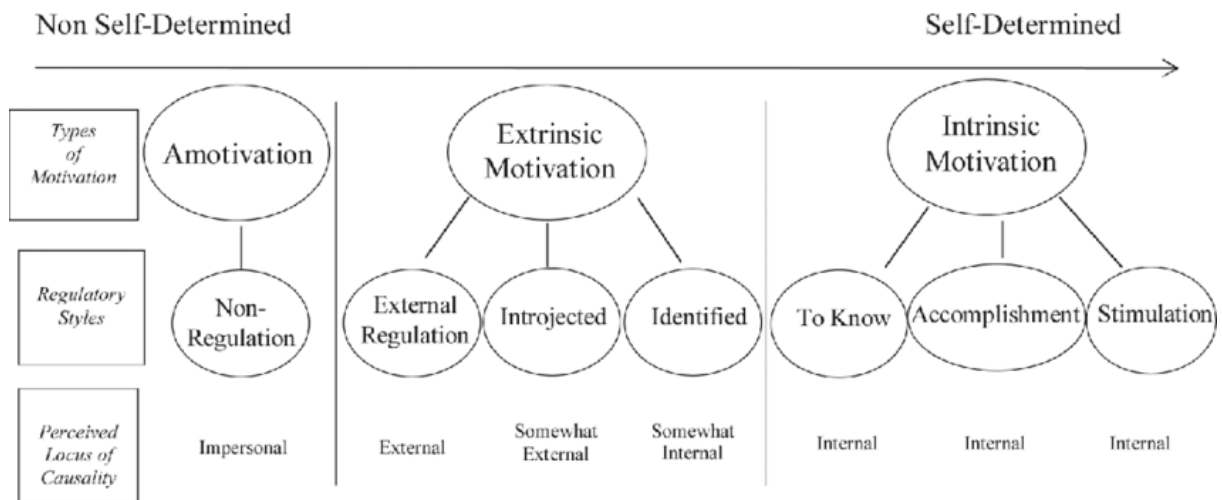 Non Self-Determined
Self-Determined
Types
of
Motivation
Amotivation
Extrinsic
Motivation
Intrinsic
Motivation
Regulatory
Styles
Non-
Regulation
External
Regulation
Introjected
Identified
To Know
Accomplishment
Stimulation
Perceived
Locus of
Causality
Impersonal
External
Somewhat
External
Somewhat
Internal
Internal
Internal
Internal